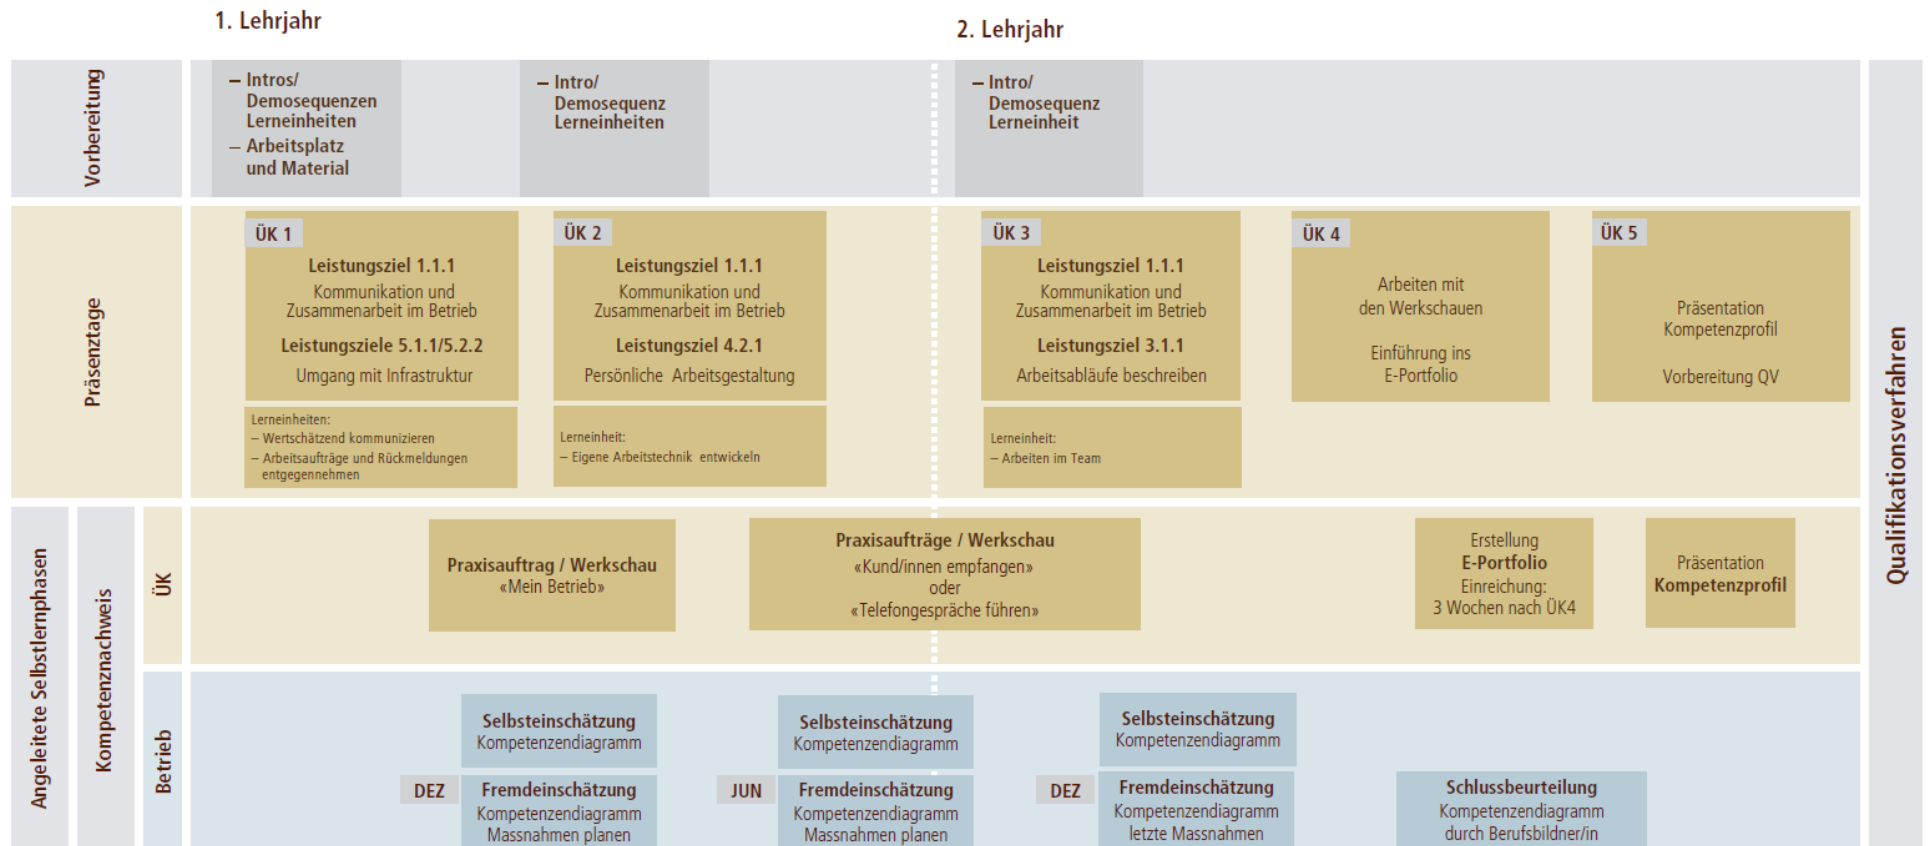 1. Lehrjahr
2. Lehrjahr
Vorbereitung
– Intros/
Demosequenzen
Lerneinheiten
– Arbeitsplatz
und Material
– Intro/
Demosequenz
Lerneinheiten
– Intro/
Demosequenz
Lerneinheit
Präsenztage
ÜK 1
Leistungsziel 1.1.1
Kommunikation und
Zusammenarbeit im Betrieb
Leistungsziele 5.1.1/5.2.2
Umgang mit Infrastruktur
Lerneinheiten:
– Wertschätzend kommunizieren
– Arbeitsaufträge und Rückmeldungen
entgegennehmen
ÜK 2
Leistungsziel 1.1.1
Kommunikation und
Zusammenarbeit im Betrieb
Leistungsziel 4.2.1
Persönliche Arbeitsgestaltung
Lerneinheit:
– Eigene Arbeitstechnik entwickeln
ÜK 3
Leistungsziel 1.1.1
Kommunikation und
Zusammenarbeit im Betrieb
Leistungsziel 3.1.1
Arbeitsabläufe beschreiben
Lerneinheit:
– Arbeiten im Team
ÜK 4
Arbeiten mit
den Werkschauen
Einführung ins
E-Portfolio
ÜK 5
Präsentation
Kompetenzprofil
Vorbereitung QV
Qualifikationsverfahren
Angeleitete Selbstlernphasen
Kompetenznachweis
ÜK
Praxisauftrag / Werkschau
«Mein Betrieb»
Praxisaufträge / Werkschau
«Kund/innen empfangen»
oder
«Telefongespräche führen»
Erstellung
E-Portfolio
Einreichung:
3 Wochen nach ÜK4
Präsentation
Kompetenzprofil
Betrieb
Selbsteinschätzung
Kompetenzendiagramm
DEZ
Fremdeinschätzung
Kompetenzendiagramm
Massnahmen planen
Selbsteinschätzung
Kompetenzendiagramm
JUN
Fremdeinschätzung
Kompetenzendiagramm
Massnahmen planen
Selbsteinschätzung
Kompetenzendiagramm
DEZ
Fremdeinschätzung
Kompetenzendiagramm
letzte Massnahmen
Schlussbeurteilung
Kompetenzendiagramm
durch Berufsbildner/in